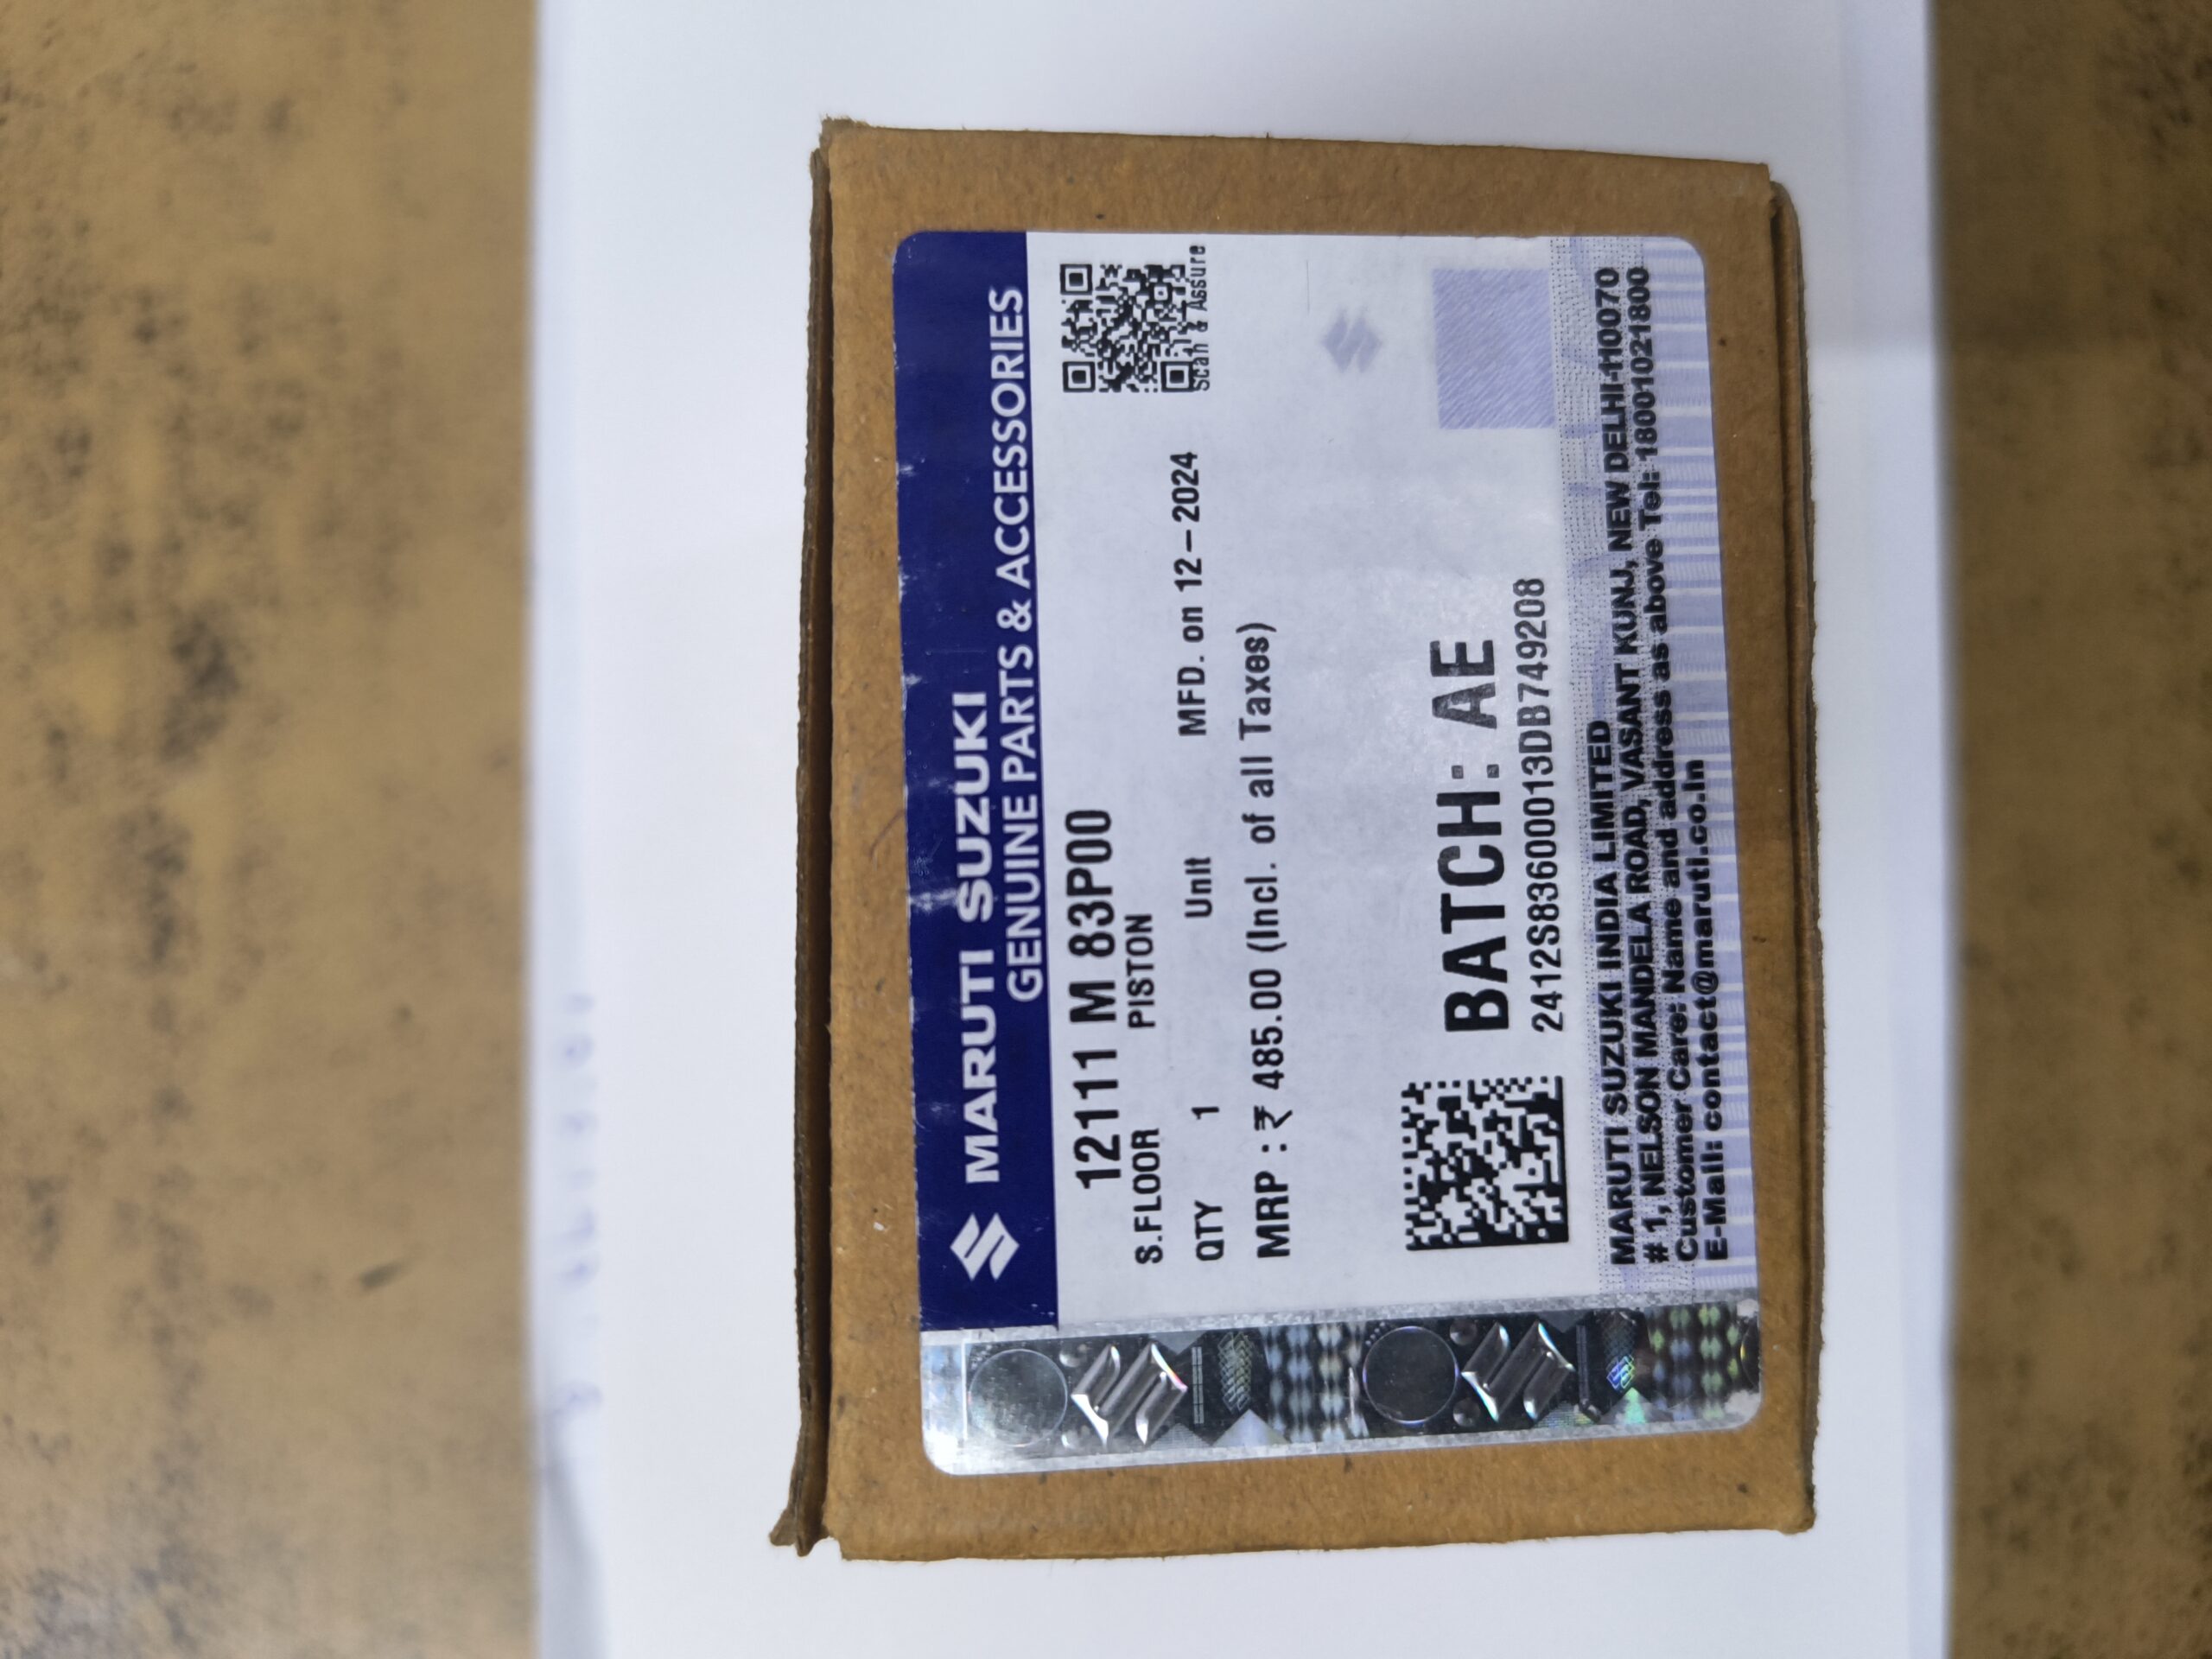 MARUTI SUZUKI
GENUINE PARTS & ACCESSORIES
12111 M 83P00
S.FLOOR PISTON
QTY 1 Unit MFD. on 12-2024
Scan & Assure
MRP : ₹ 485.00 (Incl. of all Taxes)
BATCH: AE
2412S8360013DB749208
MARUTI SUZUKI INDIA LIMITED
# 1, NELSON MANDELA ROAD, VASANT KUNJ, NEW DELHI-110070
Customer Care: Name and address as above Tel: 18001021800
E-Mail: contact@maruti.co.in